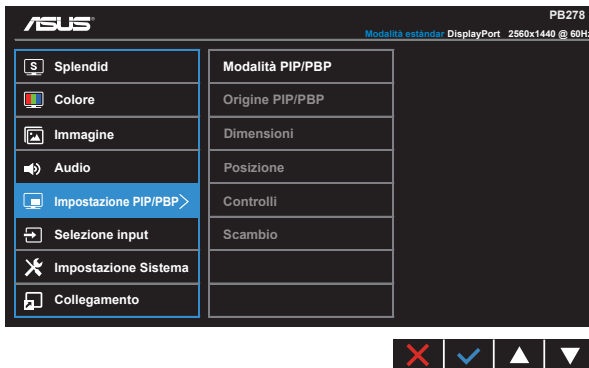 ASUS
PB278
Modalità estándar DisplayPort 2560x1440 @ 60Hz
S Splendid
Colore
Immagine
Audio
Impostazione PIP/PBP
Selezione input
Impostazione Sistema
Collegamento
Modalità PIP/PBP
Origine PIP/PBP
Dimensioni
Posizione
Controlli
Scambio